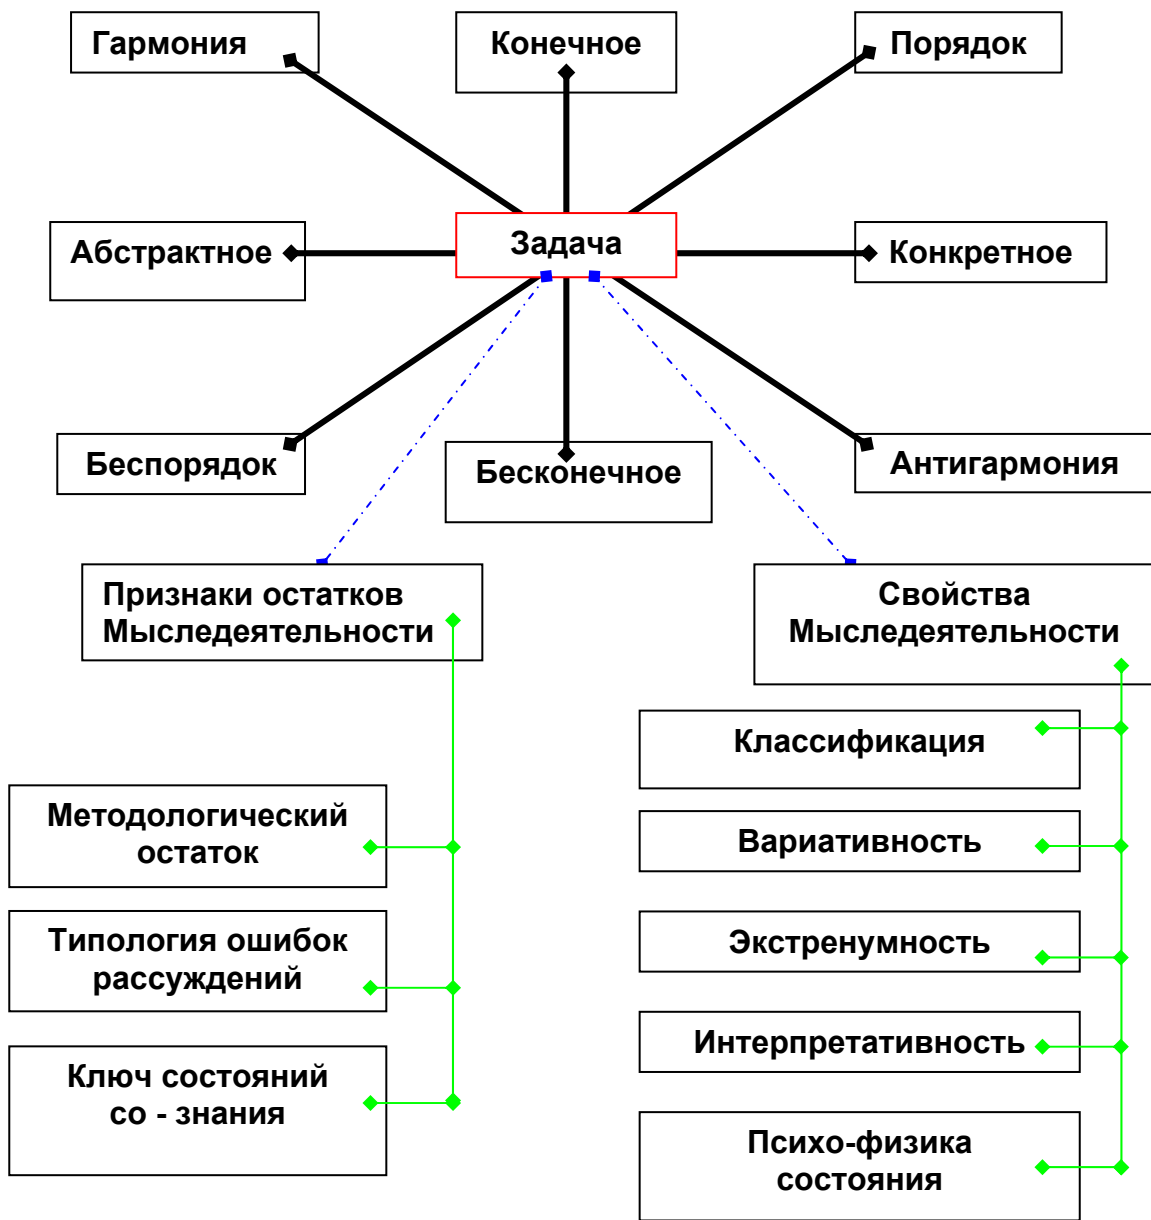 Гармония
Конечное
Порядок
Задача
Абстрактное
Конкретное
Беспорядок
Бесконечное
Антигармония
Признаки остатков
Мыследеятельности
Свойства
Мыследеятельности
Классификация
Методологический
остаток
Вариативность
Типология ошибок
рассуждений
Экстренумность
Интерпретативность
Ключ состояний
со - знания
Психо-физика
состояния